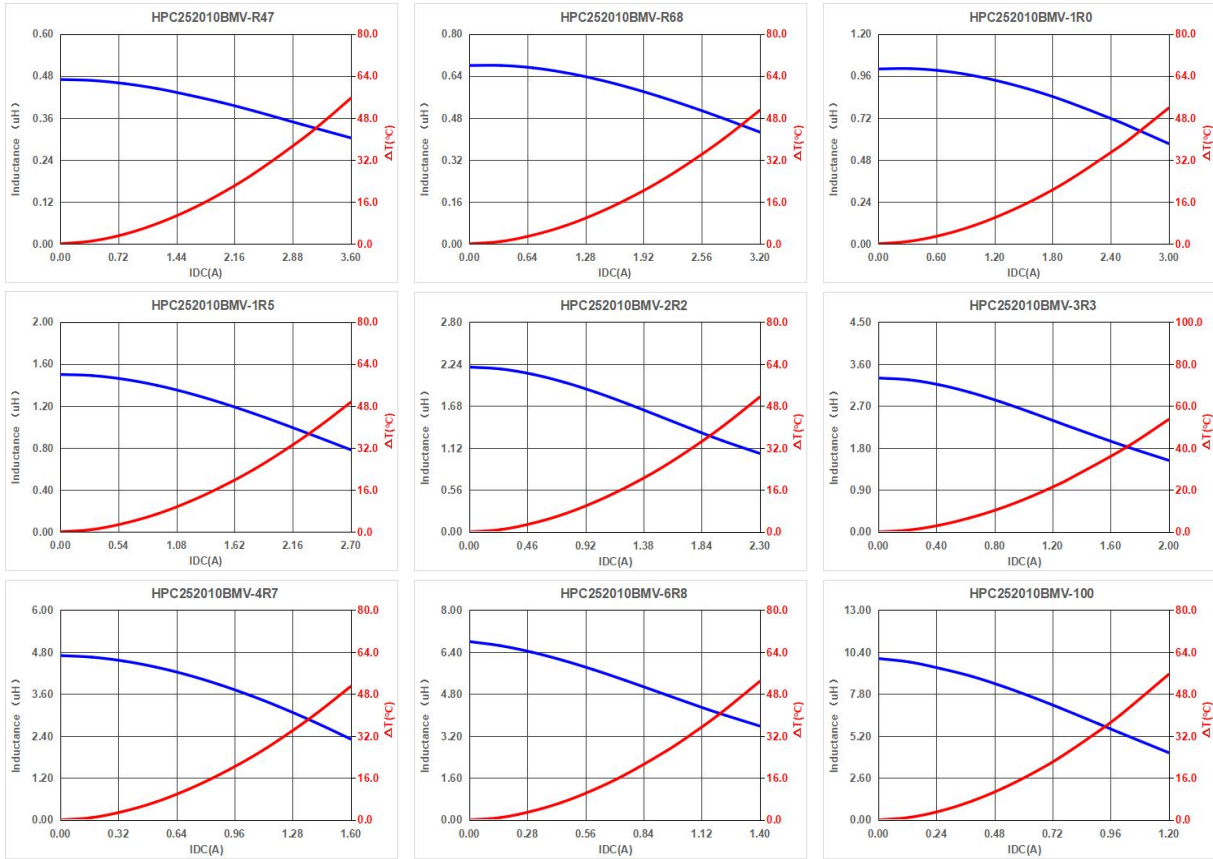 HPC252010BMV-R47
0.60 80.0
0.48 64.0
0.36 48.0
0.24 32.0
0.12 16.0
0.00 0.0
0.00 0.72 1.44 2.16 2.88 3.60
IDC(A)
Inductance (uH)
ΔT(℃)
HPC252010BMV-R68
0.80 80.0
0.64 64.0
0.48 48.0
0.32 32.0
0.16 16.0
0.00 0.0
0.00 0.64 1.28 1.92 2.56 3.20
IDC(A)
Inductance (uH)
ΔT(℃)
HPC252010BMV-1R0
1.20 80.0
0.96 64.0
0.72 48.0
0.48 32.0
0.24 16.0
0.00 0.0
0.00 0.60 1.20 1.80 2.40 3.00
IDC(A)
Inductance (uH)
ΔT(℃)
HPC252010BMV-1R5
2.00 80.0
1.60 64.0
1.20 48.0
0.80 32.0
0.40 16.0
0.00 0.0
0.00 0.54 1.08 1.62 2.16 2.70
IDC(A)
Inductance (uH)
ΔT(℃)
HPC252010BMV-2R2
2.80 80.0
2.24 64.0
1.68 48.0
1.12 32.0
0.56 16.0
0.00 0.0
0.00 0.46 0.92 1.38 1.84 2.30
IDC(A)
Inductance (uH)
ΔT(℃)
HPC252010BMV-3R3
4.50 100.0
3.60 80.0
2.70 60.0
1.80 40.0
0.90 20.0
0.00 0.0
0.00 0.40 0.80 1.20 1.60 2.00
IDC(A)
Inductance (uH)
ΔT(℃)
HPC252010BMV-4R7
6.00 80.0
4.80 64.0
3.60 48.0
2.40 32.0
1.20 16.0
0.00 0.0
0.00 0.32 0.64 0.96 1.28 1.60
IDC(A)
Inductance (uH)
ΔT(℃)
HPC252010BMV-6R8
8.00 80.0
6.40 64.0
4.80 48.0
3.20 32.0
1.60 16.0
0.00 0.0
0.00 0.28 0.56 0.84 1.12 1.40
IDC(A)
Inductance (uH)
ΔT(℃)
HPC252010BMV-100
13.00 80.0
10.40 64.0
7.80 48.0
5.20 32.0
2.60 16.0
0.00 0.0
0.00 0.24 0.48 0.72 0.96 1.20
IDC(A)
Inductance (uH)
ΔT(℃)